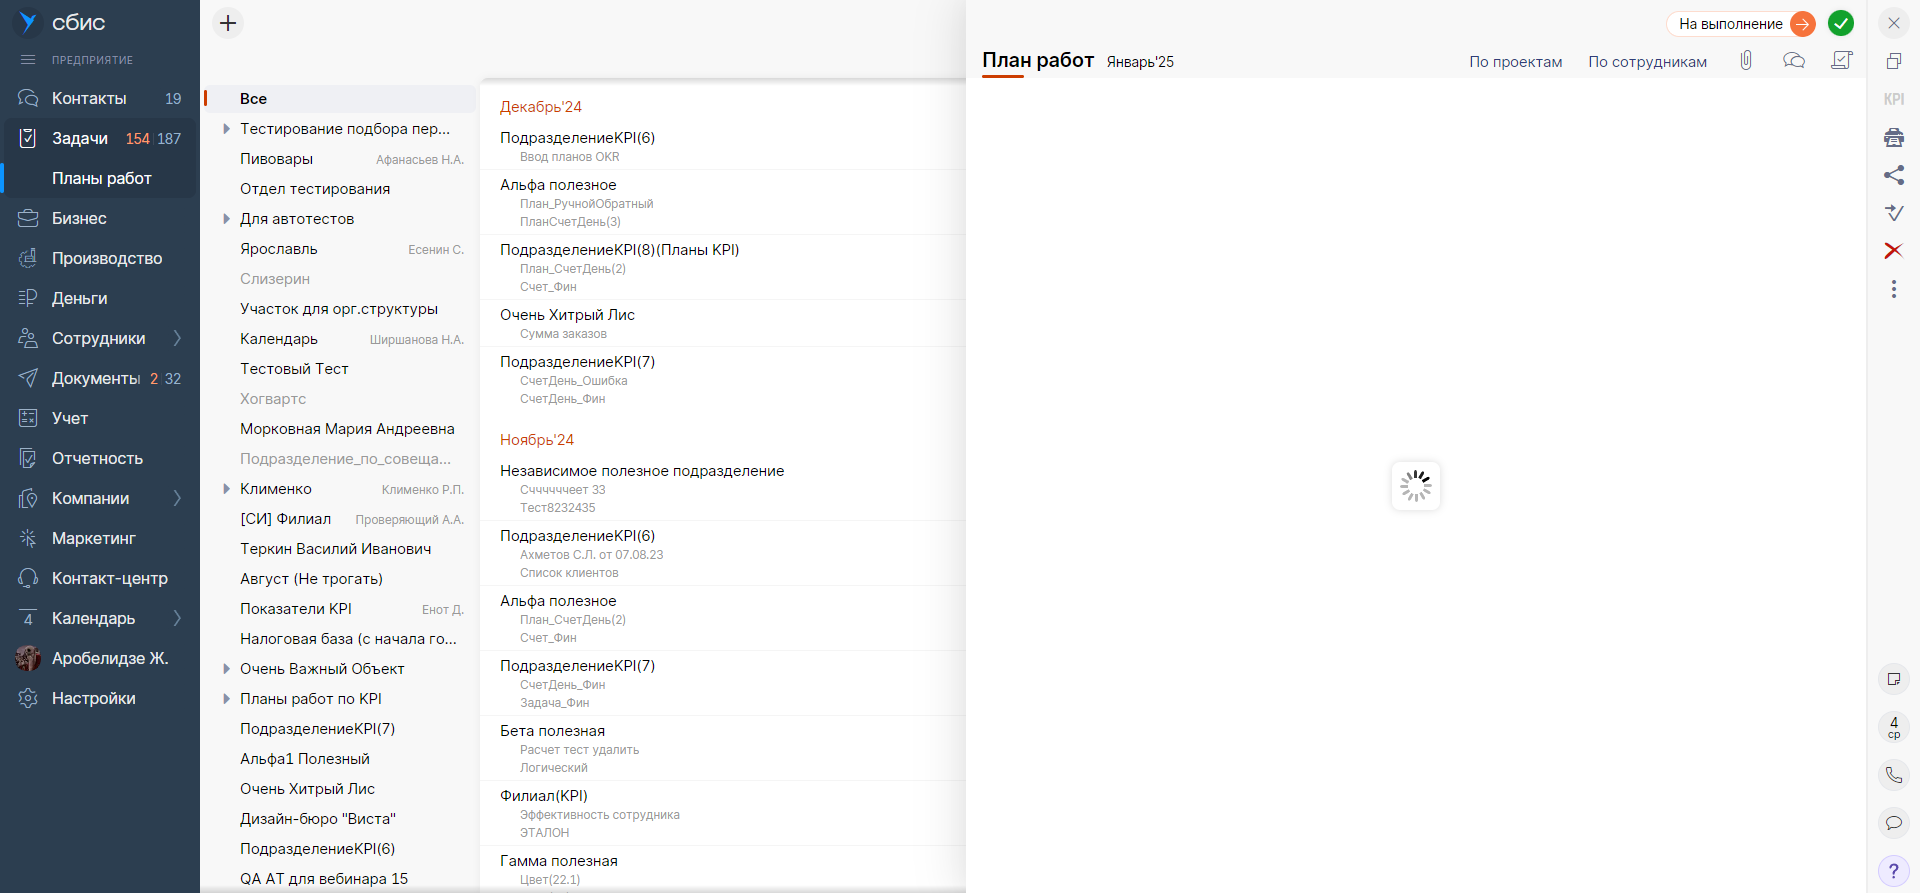 сбис
ПРЕДПРИЯТИЕ
Контакты 19
Задачи 154 187
Планы работ
Бизнес
Производство
Деньги
Сотрудники
Документы 2 32
Учет
Отчетность
Компании
Маркетинг
Контакт-центр
4 Календарь
Аробелидзе Ж.
Настройки
Все
Тестирование подбора пер...
Пивовары Афанасьев Н.А.
Отдел тестирования
Для автотестов
Ярославль Есенин С.
Слизерин
Участок для орг.структуры
Календарь Ширшанова Н.А.
Тестовый Тест
Хогвартс
Морковная Мария Андреевна
Подразделение_по_совеща...
Клименко Клименко Р.П.
[СИ] Филиал Проверяющий А.А.
Теркин Василий Иванович
Август (Не трогать)
Показатели KPI Енот Д.
Налоговая база (с начала го...
Очень Важный Объект
Планы работ по KPI
ПодразделениеKPI(7)
Альфа1 Полезный
Очень Хитрый Лис
Дизайн-бюро "Виста"
ПодразделениеKPI(6)
QA АТ для вебинара 15
Декабрь'24
ПодразделениеKPI(6)
Ввод планов OKR
Альфа полезное
План_РучнойОбратный
ПланСчетДень(3)
ПодразделениеKPI(8)(Планы KPI)
План_СчетДень(2)
Счет_Фин
Очень Хитрый Лис
Сумма заказов
ПодразделениеKPI(7)
СчетДень_Ошибка
СчетДень_Фин
Ноябрь'24
Независимое полезное подразделение
Сччччччеет 33
Тест8232435
ПодразделениеKPI(6)
Ахметов С.Л. от 07.08.23
Список клиентов
Альфа полезное
План_СчетДень(2)
Счет_Фин
ПодразделениеKPI(7)
СчетДень_Фин
Задача_Фин
Бета полезная
Расчет тест удалить
Логический
Филиал(KPI)
Эффективность сотрудника
ЭТАЛОН
Гамма полезная
Цвет(22.1)
На выполнение
План работ Январь'25
По проектам По сотрудникам
KPI
4
ср
?